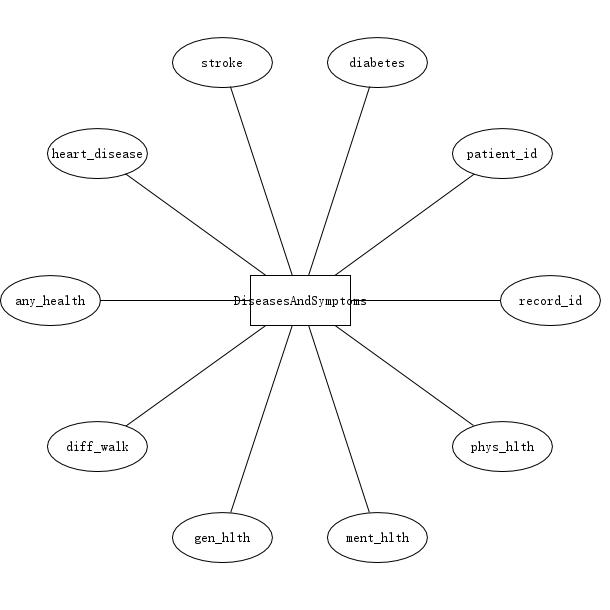 stroke
diabetes
heart_disease
patient_id
any_health
DiseasesAndSymptoms
record_id
diff_walk
phys_hlth
gen_hlth
ment_hlth